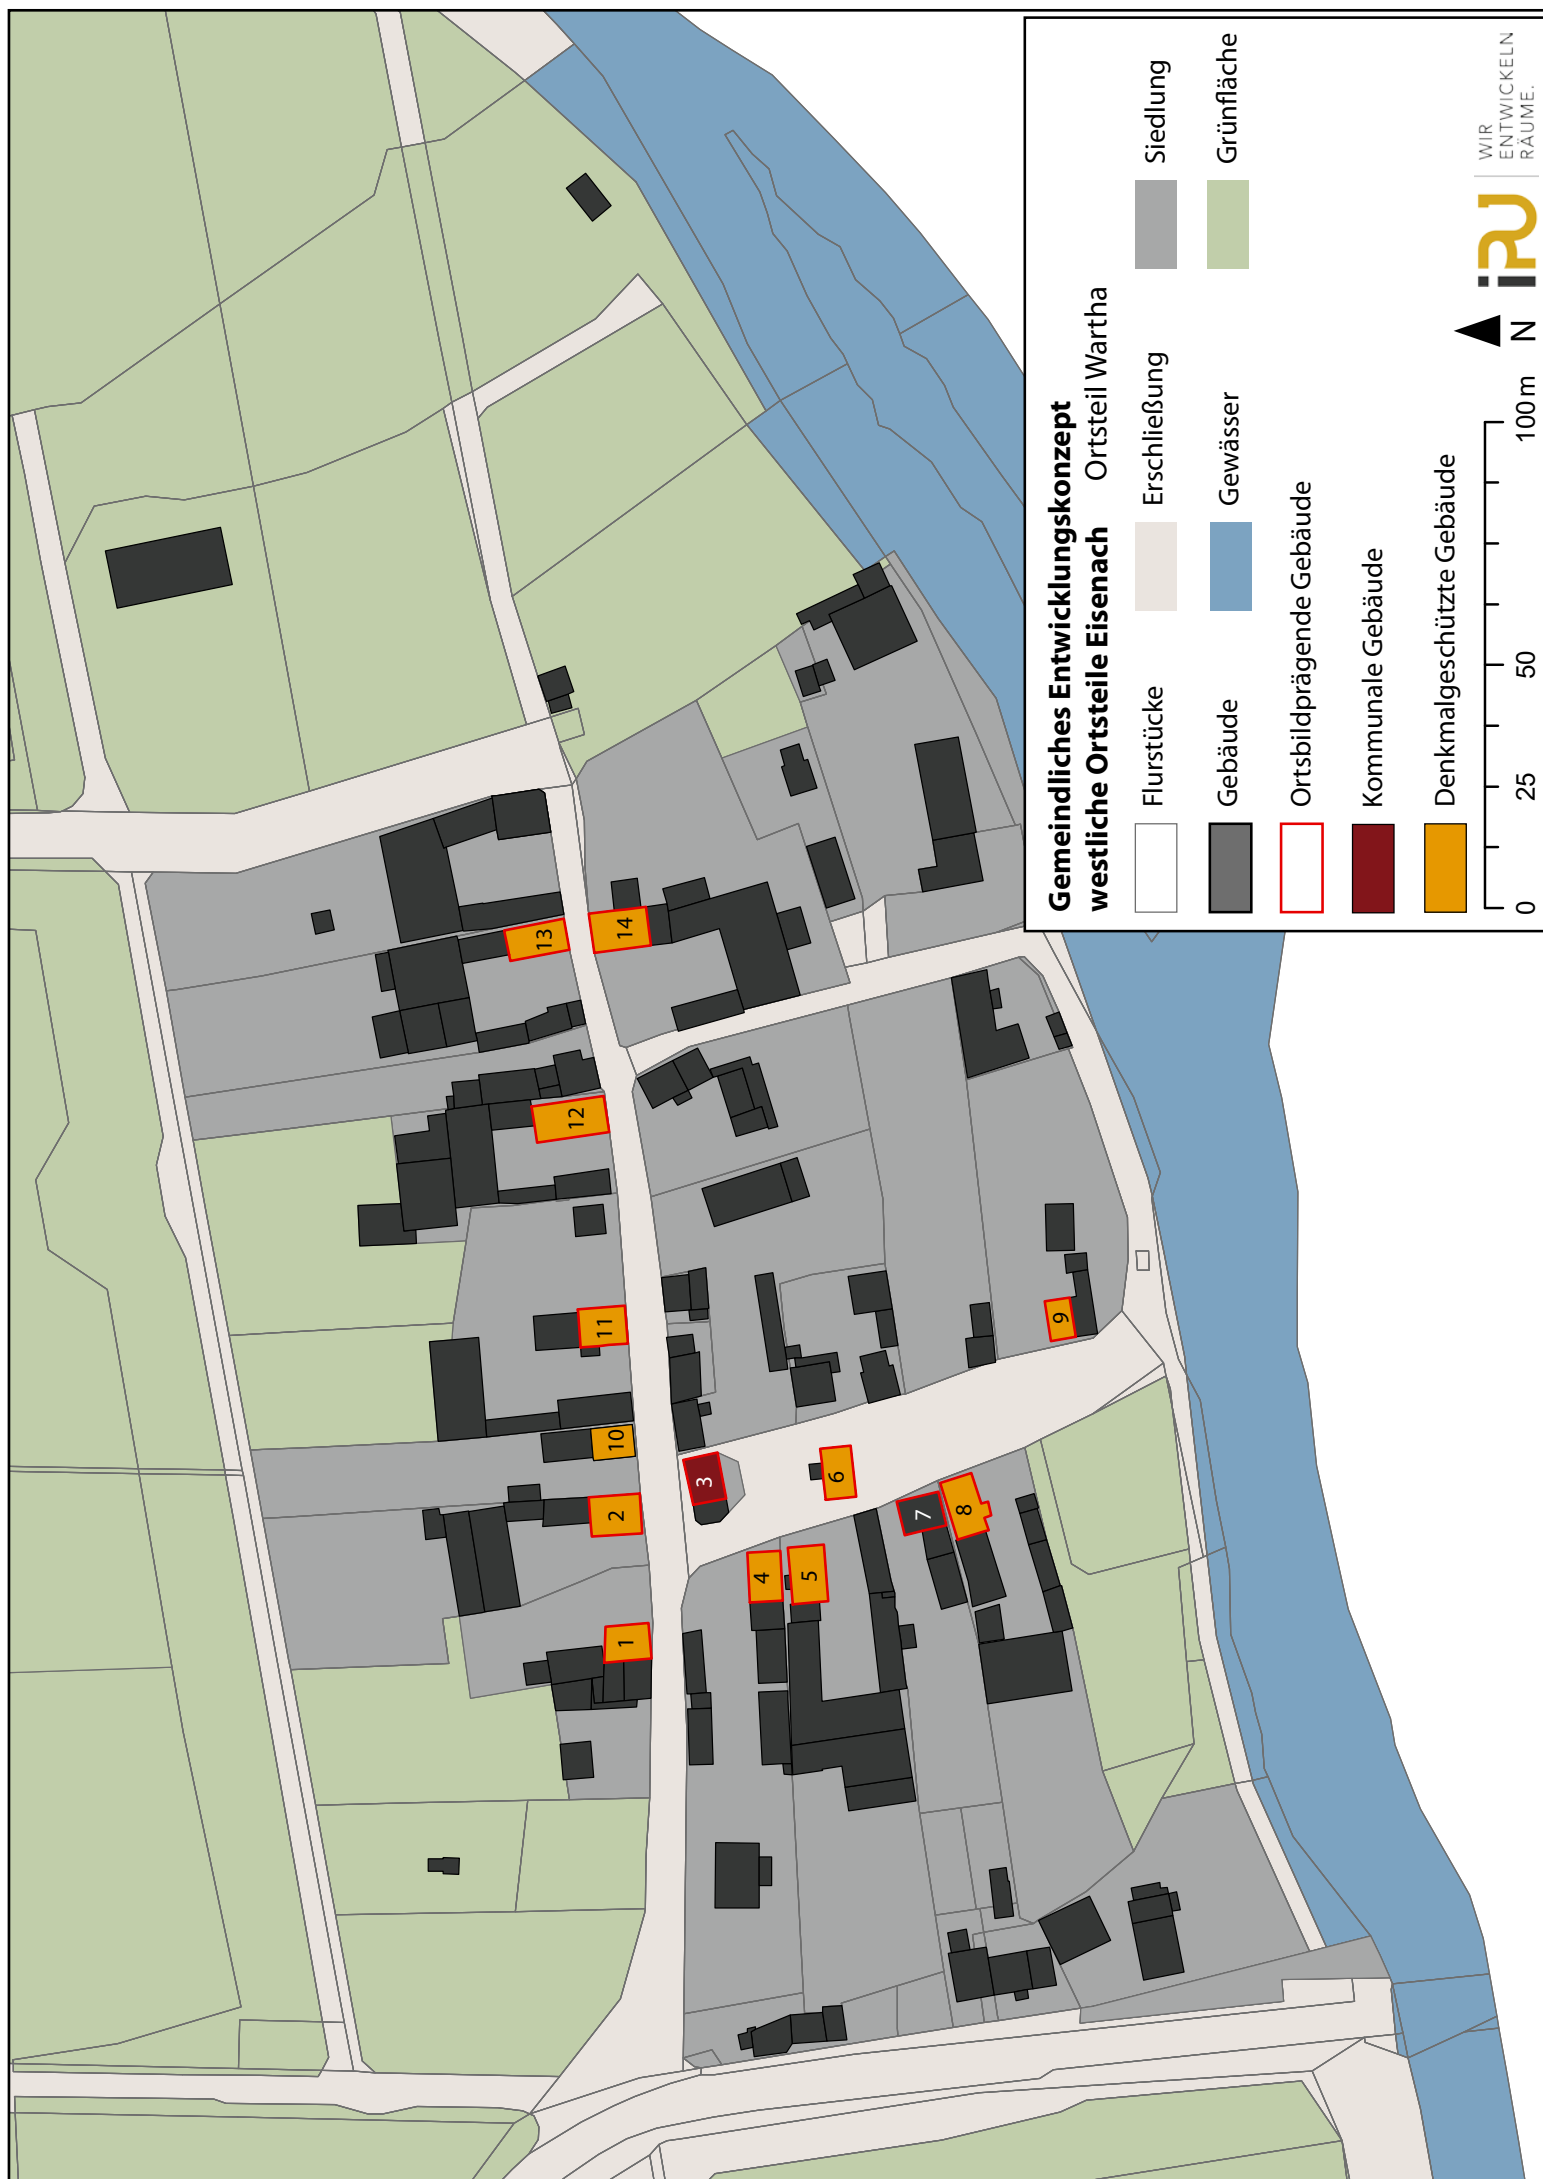 Gemeindliches Entwicklungskonzept
westliche Ortsteile Eisenach Ortsteil Wartha
Flurstücke Erschließung Siedlung
Gebäude Gewässer Grünfläche
Ortsbildprägende Gebäude
Kommunale Gebäude
Denkmalgeschützte Gebäude
0 25 50 100 m
N
iRU
WIR
ENTWICKELN
RÄUME.
1
2
10
11
12
13
14
3
4
5
6
7
8
9